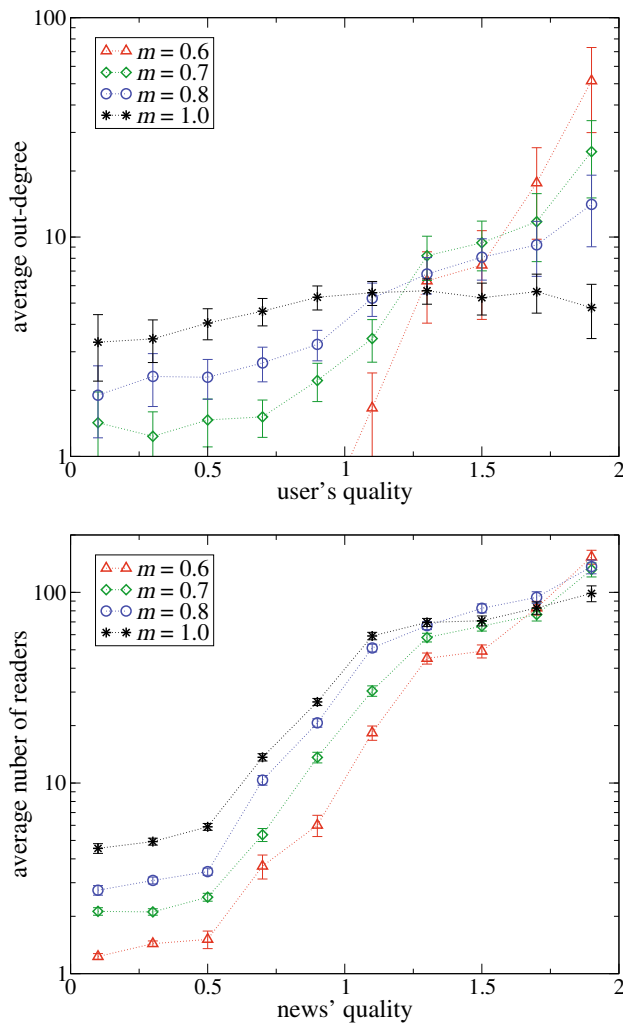 100
m = 0.6
m = 0.7
m = 0.8
m = 1.0
average out-degree
10
1
0
0.5
1
1.5
2
user's quality
m = 0.6
m = 0.7
m = 0.8
m = 1.0
100
average nuber of readers
10
1
0
0.5
1
1.5
2
news' quality